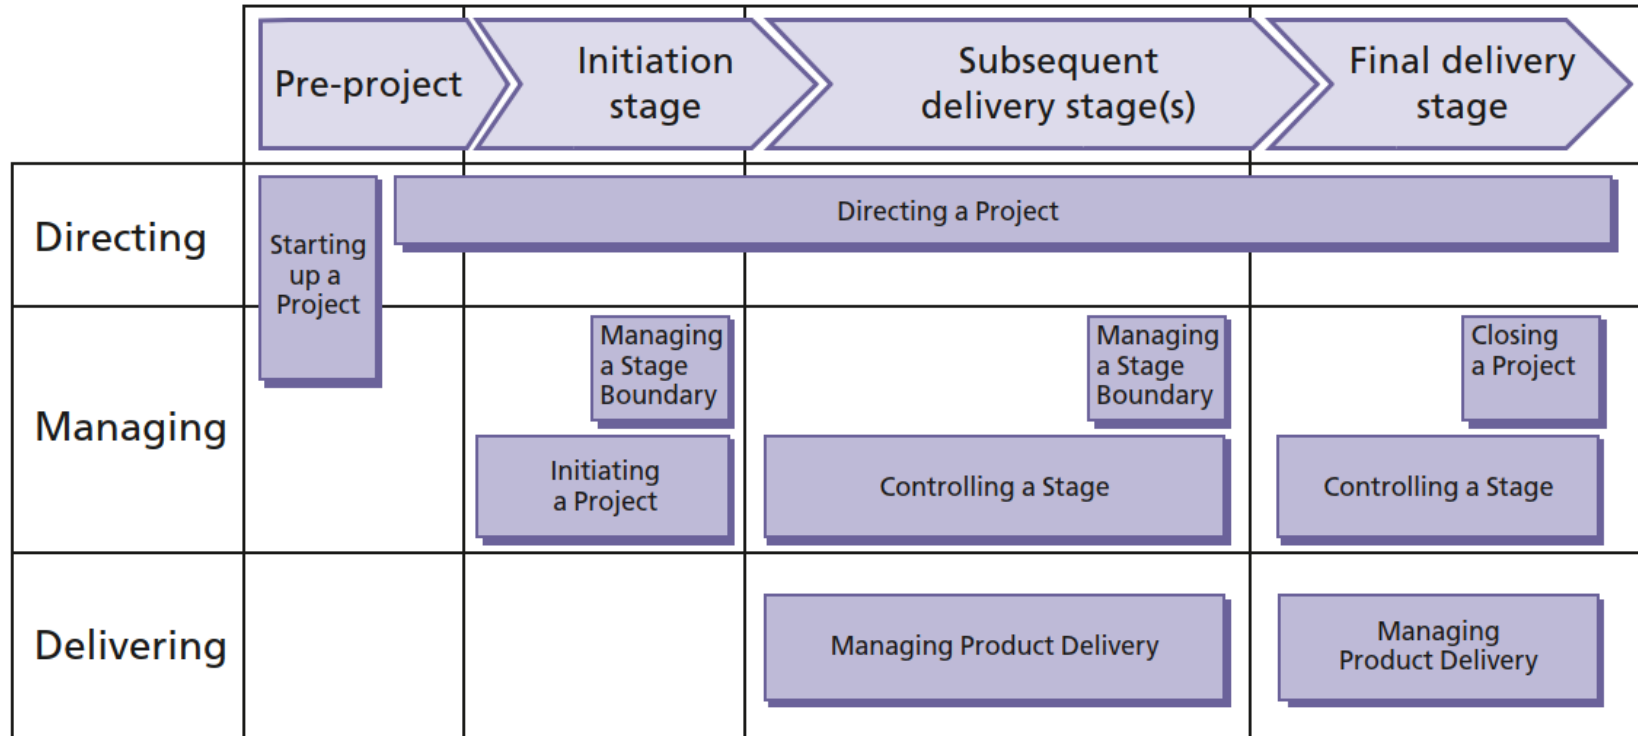 Pre-project
Initiation
stage
Subsequent
delivery stage(s)
Final delivery
stage
Directing
Starting
up a
Project
Directing a Project
Managing
Managing
a Stage
Boundary
Initiating
a Project
Managing
a Stage
Boundary
Controlling a Stage
Closing
a Project
Controlling a Stage
Delivering
Managing Product Delivery
Managing
Product Delivery